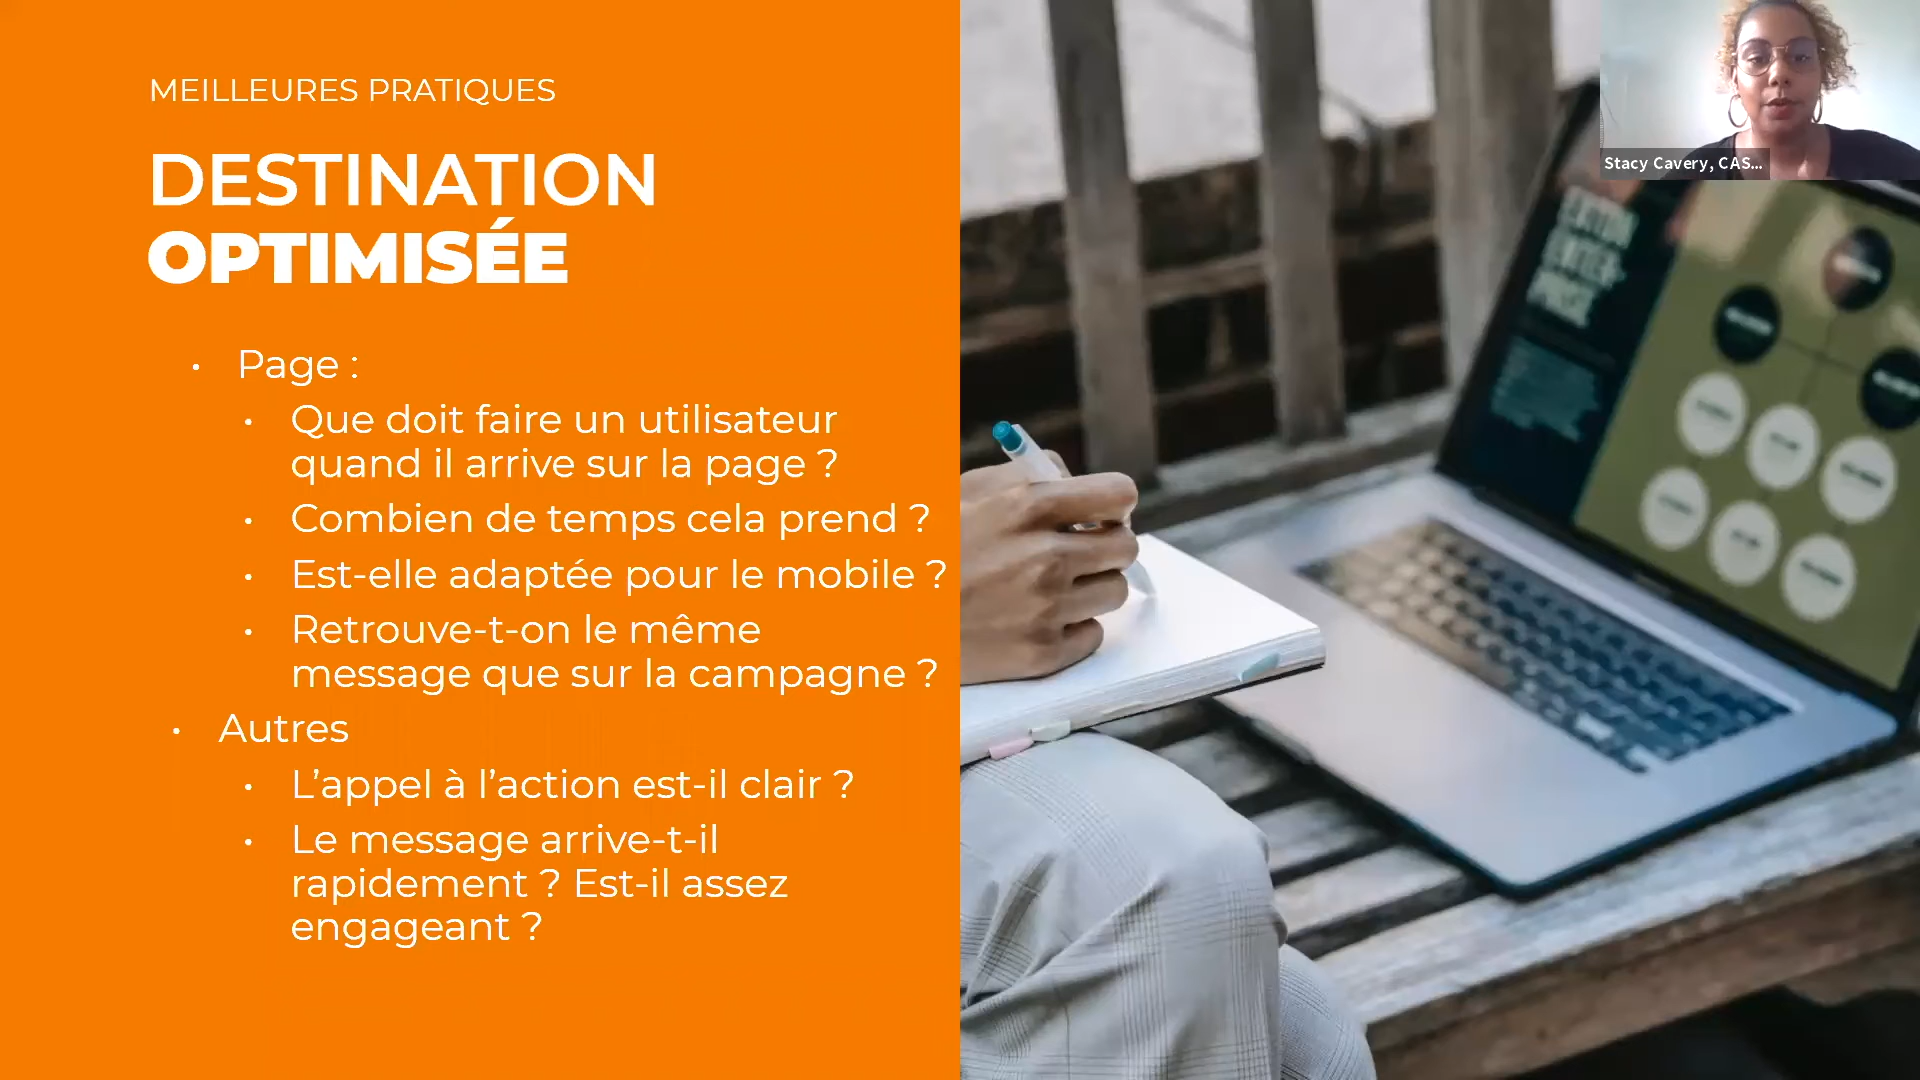 MEILLEURES PRATIQUES
DESTINATION
OPTIMISÉE
• Page :
• Que doit faire un utilisateur
quand il arrive sur la page ?
• Combien de temps cela prend ?
• Est-elle adaptée pour le mobile ?
• Retrouve-t-on le même
message que sur la campagne ?
• Autres
• L’appel à l’action est-il clair ?
• Le message arrive-t-il
rapidement ? Est-il assez
engageant ?
Stacy Cavery, CAS...